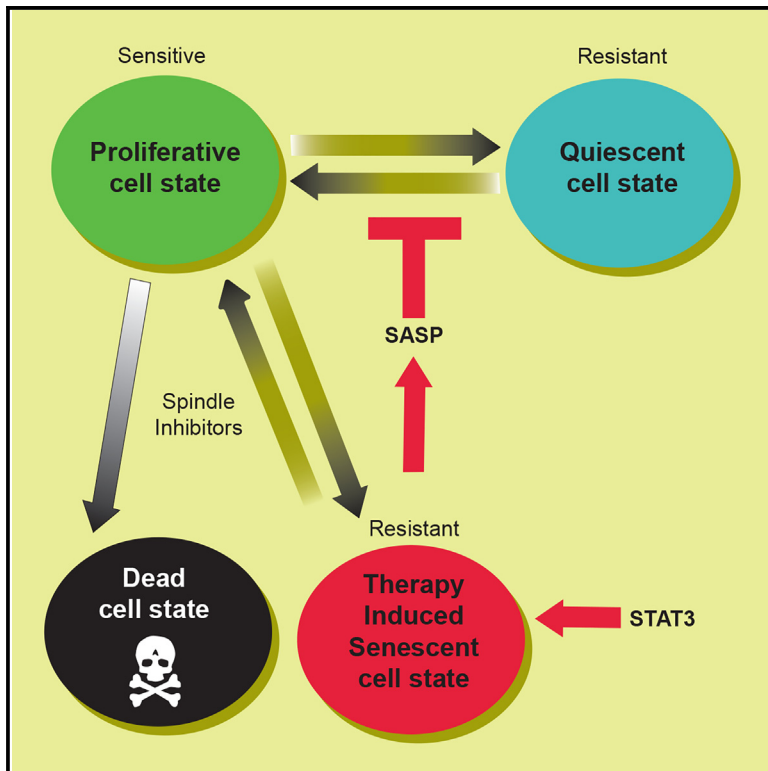 Sensitive
Resistant
Proliferative
cell state
Quiescent
cell state
SASP
Spindle
Inhibitors
Resistant
Dead
cell state
Therapy
Induced
Senescent
cell state
STAT3